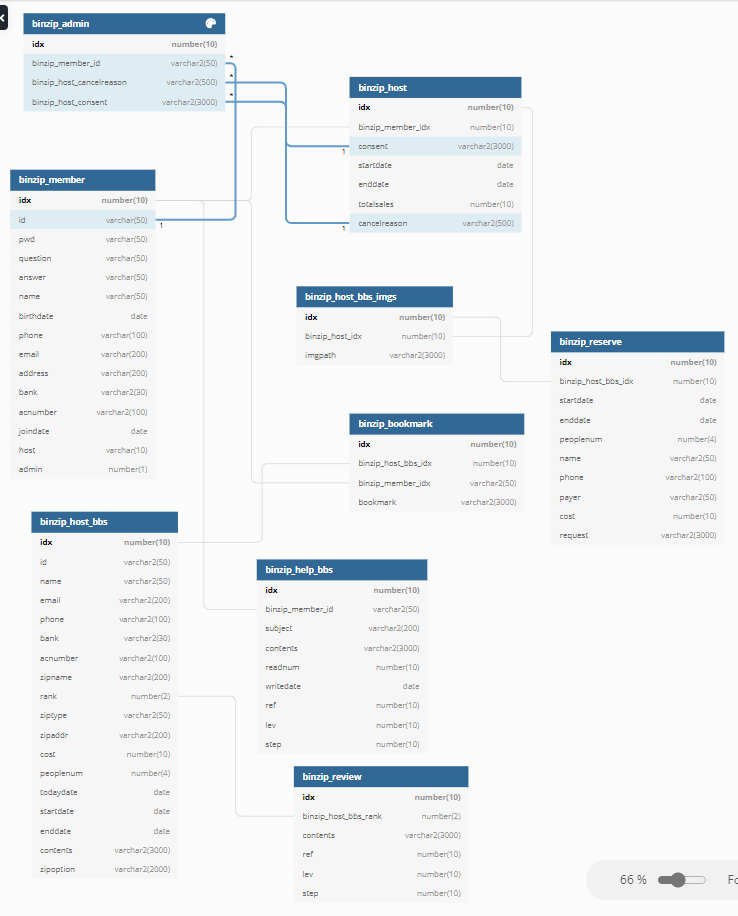 binzip_admin
idx number(10)
binzip_member_id varchar2(50)
binzip_host_cancelreason varchar2(500)
binzip_host_consent varchar2(3000)
*
*
*
binzip_host
idx number(10)
binzip_member_idx number(10)
consent varchar2(3000)
startdate date
enddate date
totalsales number(10)
cancelreason varchar2(500)
1
1
binzip_member
idx number(10)
id varchar(50)
pwd varchar(50)
question varchar(50)
answer varchar(50)
name varchar(50)
birthdate date
phone varchar(100)
email varchar(200)
address varchar(200)
bank varchar2(30)
acnumber varchar2(100)
joindate date
host varchar(10)
admin number(1)
1
binzip_host_bbs_imgs
idx number(10)
binzip_host_idx number(10)
imgpath varchar2(3000)
binzip_reserve
idx number(10)
binzip_host_bbs_idx number(10)
startdate date
enddate date
peoplenum number(4)
name varchar2(50)
phone varchar2(100)
payer varchar2(50)
cost number(10)
request varchar2(3000)
binzip_bookmark
idx number(10)
binzip_host_bbs_idx number(10)
binzip_member_idx varchar2(50)
bookmark varchar2(3000)
binzip_host_bbs
idx number(10)
id varchar2(50)
name varchar2(50)
email varchar2(200)
phone varchar2(100)
bank varchar2(30)
acnumber varchar2(100)
zipname varchar2(200)
rank number(2)
ziptype varchar2(50)
zipaddr varchar2(200)
cost number(10)
peoplenum number(4)
todaydate date
startdate date
enddate date
contents varchar2(3000)
zipoption varchar2(2000)
binzip_help_bbs
idx number(10)
binzip_member_id varchar2(50)
subject varchar2(200)
contents varchar2(3000)
readnum number(10)
writedate date
ref number(10)
lev number(10)
step number(10)
binzip_review
idx number(10)
binzip_host_bbs_rank number(2)
contents varchar2(3000)
ref number(10)
lev number(10)
step number(10)
66 % Fo